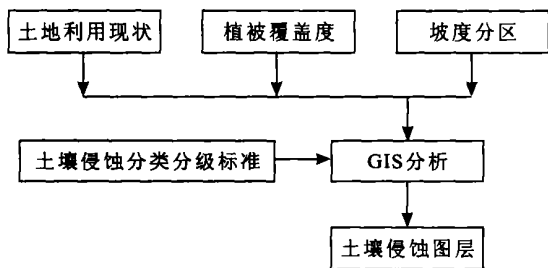 土地利用现状
植被覆盖度
坡度分区
土壤侵蚀分类分级标准
GIS分析
土壤侵蚀图层